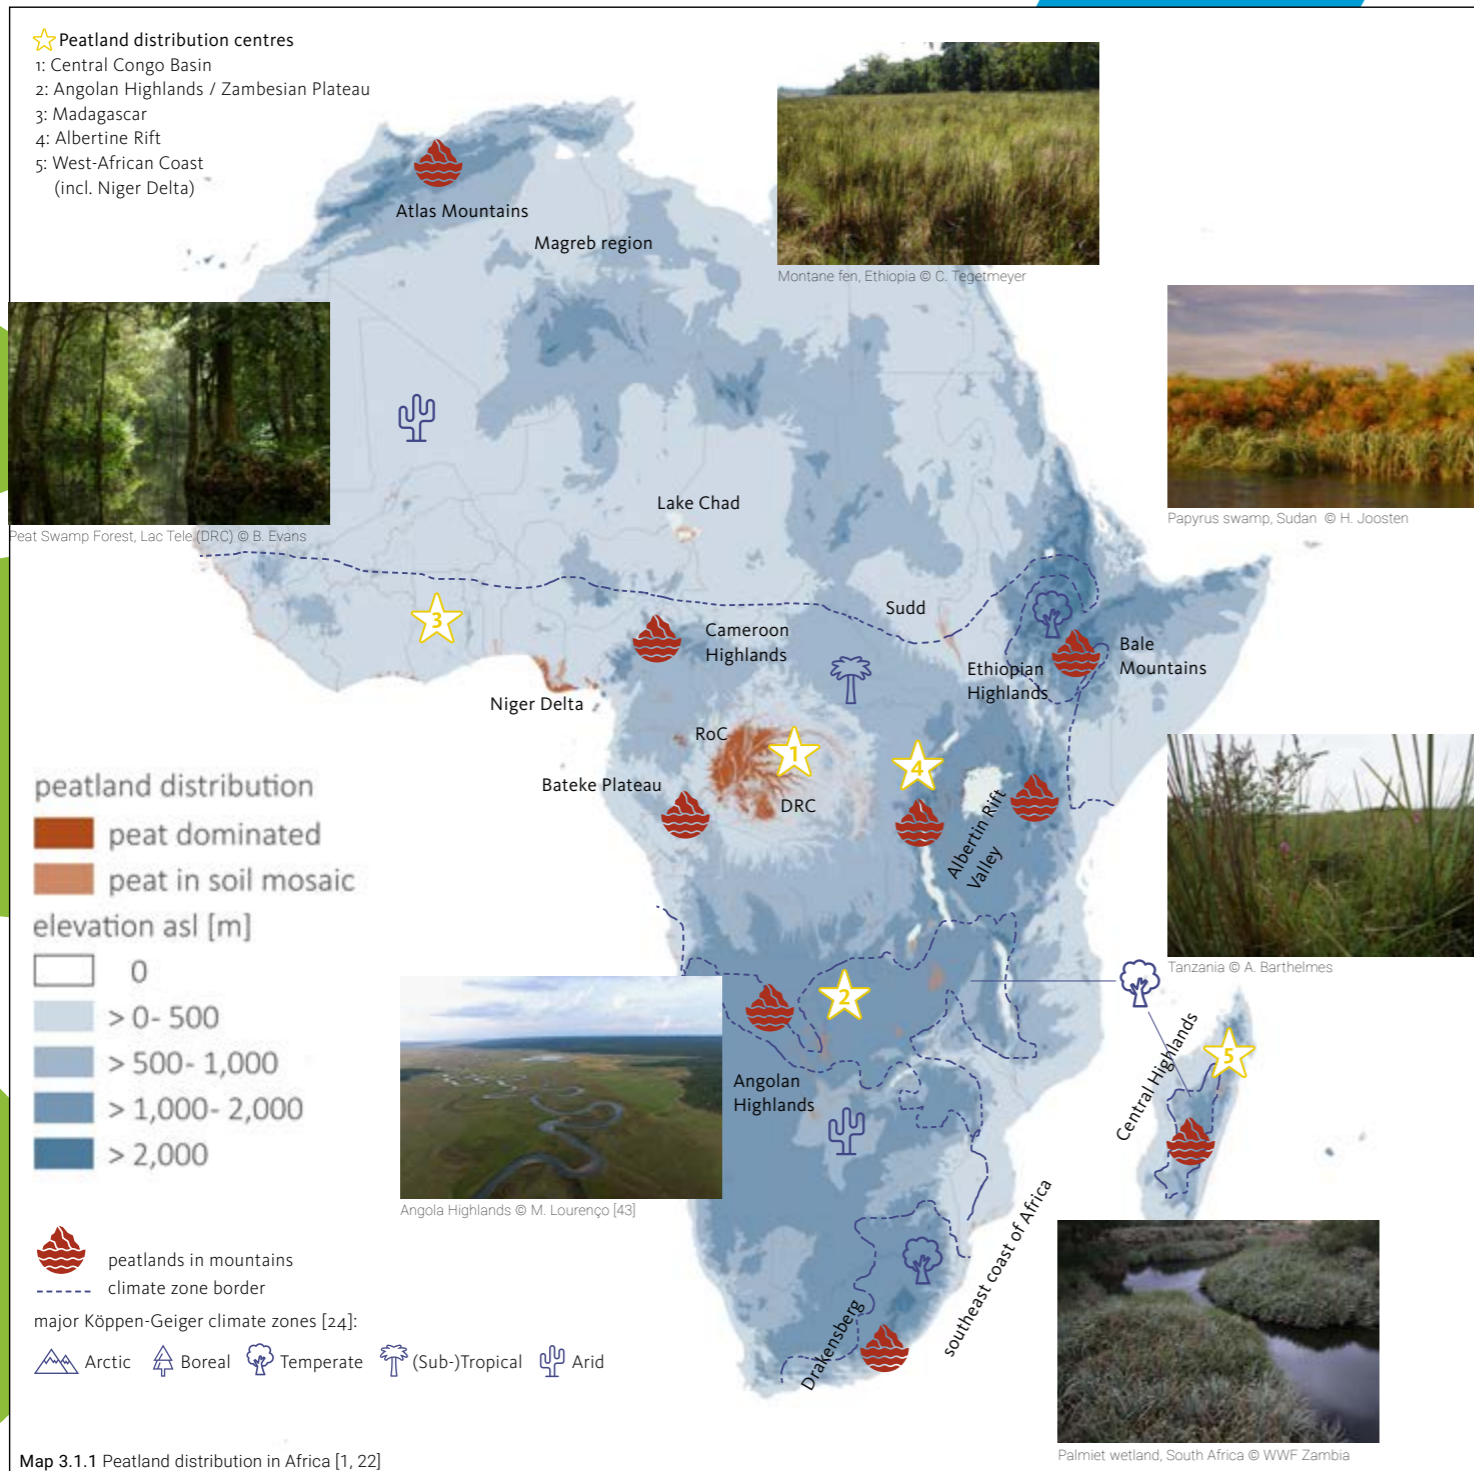 Peatland distribution centres
1: Central Congo Basin
2: Angolan Highlands / Zambesian Plateau
3: Madagascar
4: Albertine Rift
5: West-African Coast
(incl. Niger Delta)
Atlas Mountains
Magreb region
Montane fen, Ethiopia © C. Tegetmeyer
Peat Swamp Forest, Lac Tele (DRC) © B. Evans
Lake Chad
Papyrus swamp, Sudan © H. Joosten
3
Sudd
Cameroon
Highlands
Bale
Mountains
Ethiopian
Highlands
Niger Delta
RoC
1
4
Bateke Plateau
DRC
Albertin Rift
Valley
peatland distribution
peat dominated
peat in soil mosaic
elevation asl [m]
0
> 0- 500
> 500- 1,000
> 1,000- 2,000
> 2,000
Tanzania © A. Barthelmes
2
Angolan
Highlands
Central Highlands
5
Angola Highlands © M. Lourenço [43]
southeast coast of Africa
Drakensberg
peatlands in mountains
climate zone border
major Köppen-Geiger climate zones [24]:
Arctic Boreal Temperate (Sub-)Tropical Arid
Palmiet wetland, South Africa © WWF Zambia
Map 3.1.1 Peatland distribution in Africa [1, 22]